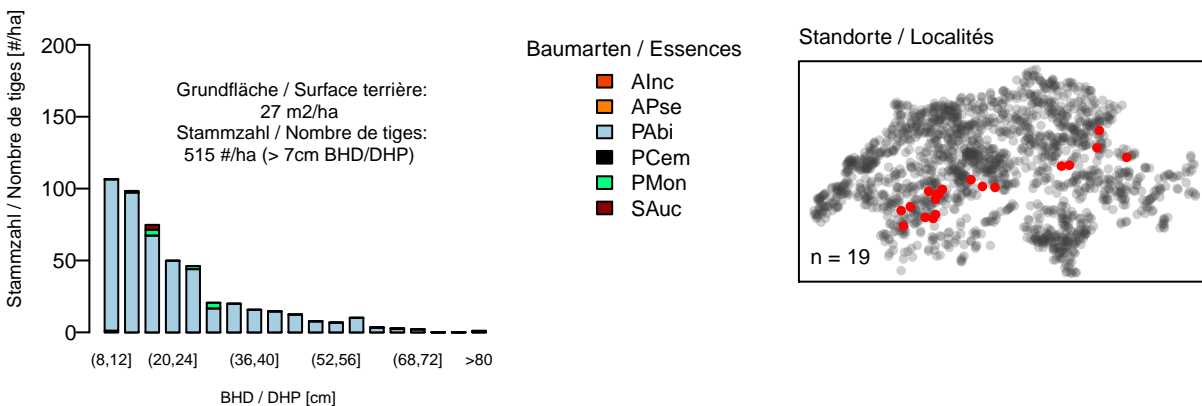 Stammzahl / Nombre de tiges [#/ha]
200
150
100
50
0
Grundfläche / Surface terrière:
27 m2/ha
Stammzahl / Nombre de tiges:
515 #/ha (> 7cm BHD/DHP)
(8,12]
(20,24]
(36,40]
(52,56]
(68,72]
>80
BHD / DHP [cm]
Baumarten / Essences
AInc
APse
PAbi
PCem
PMon
SAuc
Standorte / Localités
n = 19